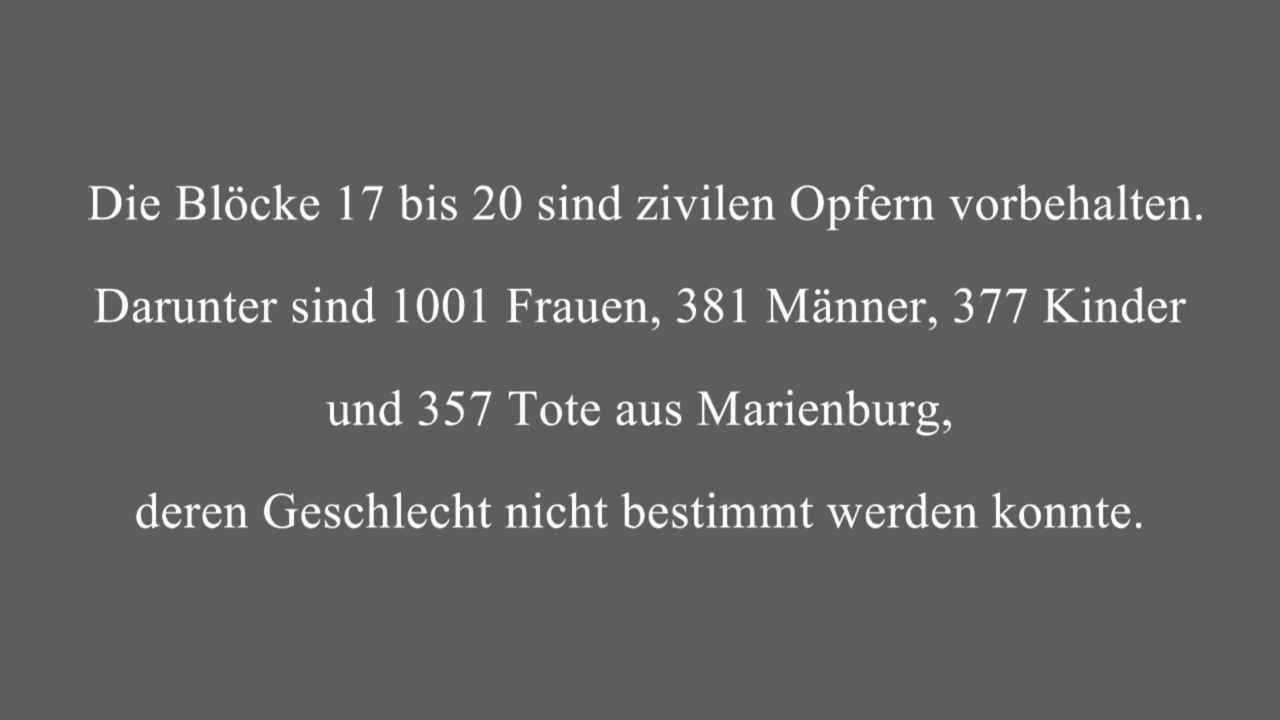 Die Blöcke 17 bis 20 sind zivilen Opfern vorbehalten.
Darunter sind 1001 Frauen, 381 Männer, 377 Kinder
und 357 Tote aus Marienburg,
deren Geschlecht nicht bestimmt werden konnte.